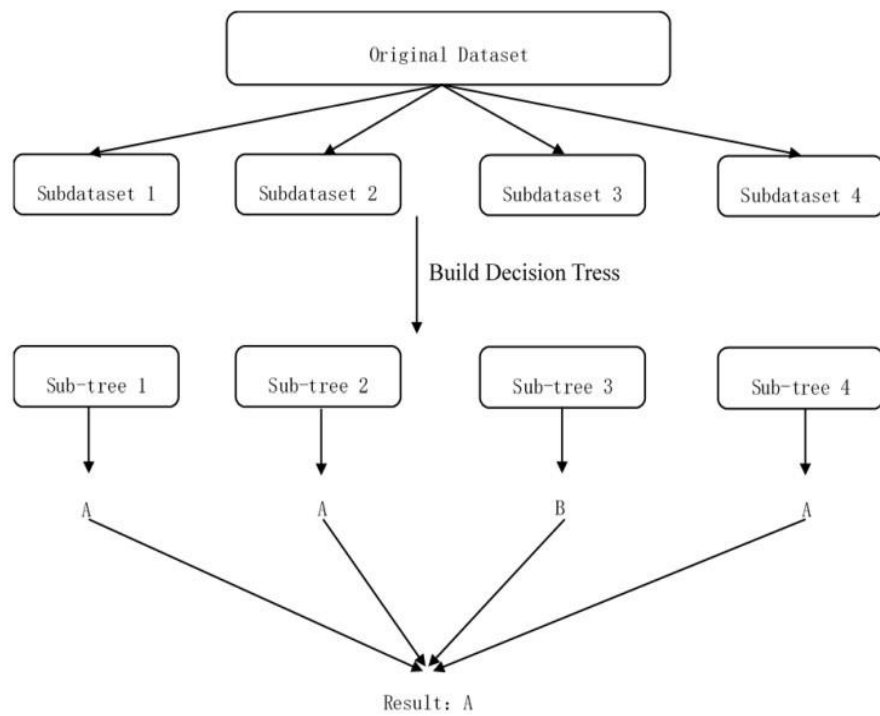 Original Dataset
Subdataset 1
Subdataset 2
Subdataset 3
Subdataset 4
Build Decision Tress
Sub-tree 1
Sub-tree 2
Sub-tree 3
Sub-tree 4
A
A
B
A
Result: A